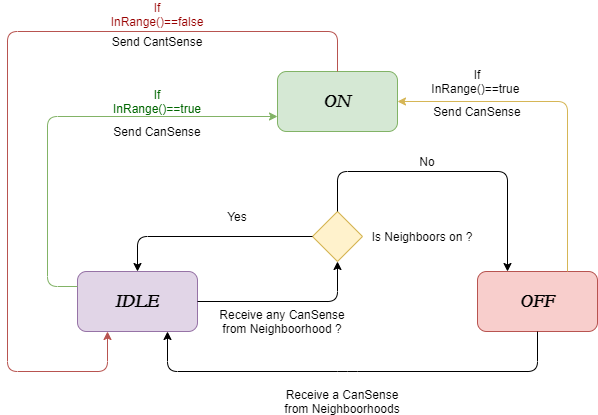 If
InRange()==false
Send CantSense
If
InRange()==true
Send CanSense
ON
If
InRange()==true
Send CanSense
No
Yes
Is Neighboors on ?
IDLE
Receive any CanSense
from Neighboorhood ?
OFF
Receive a CanSense
from Neighboorhoods